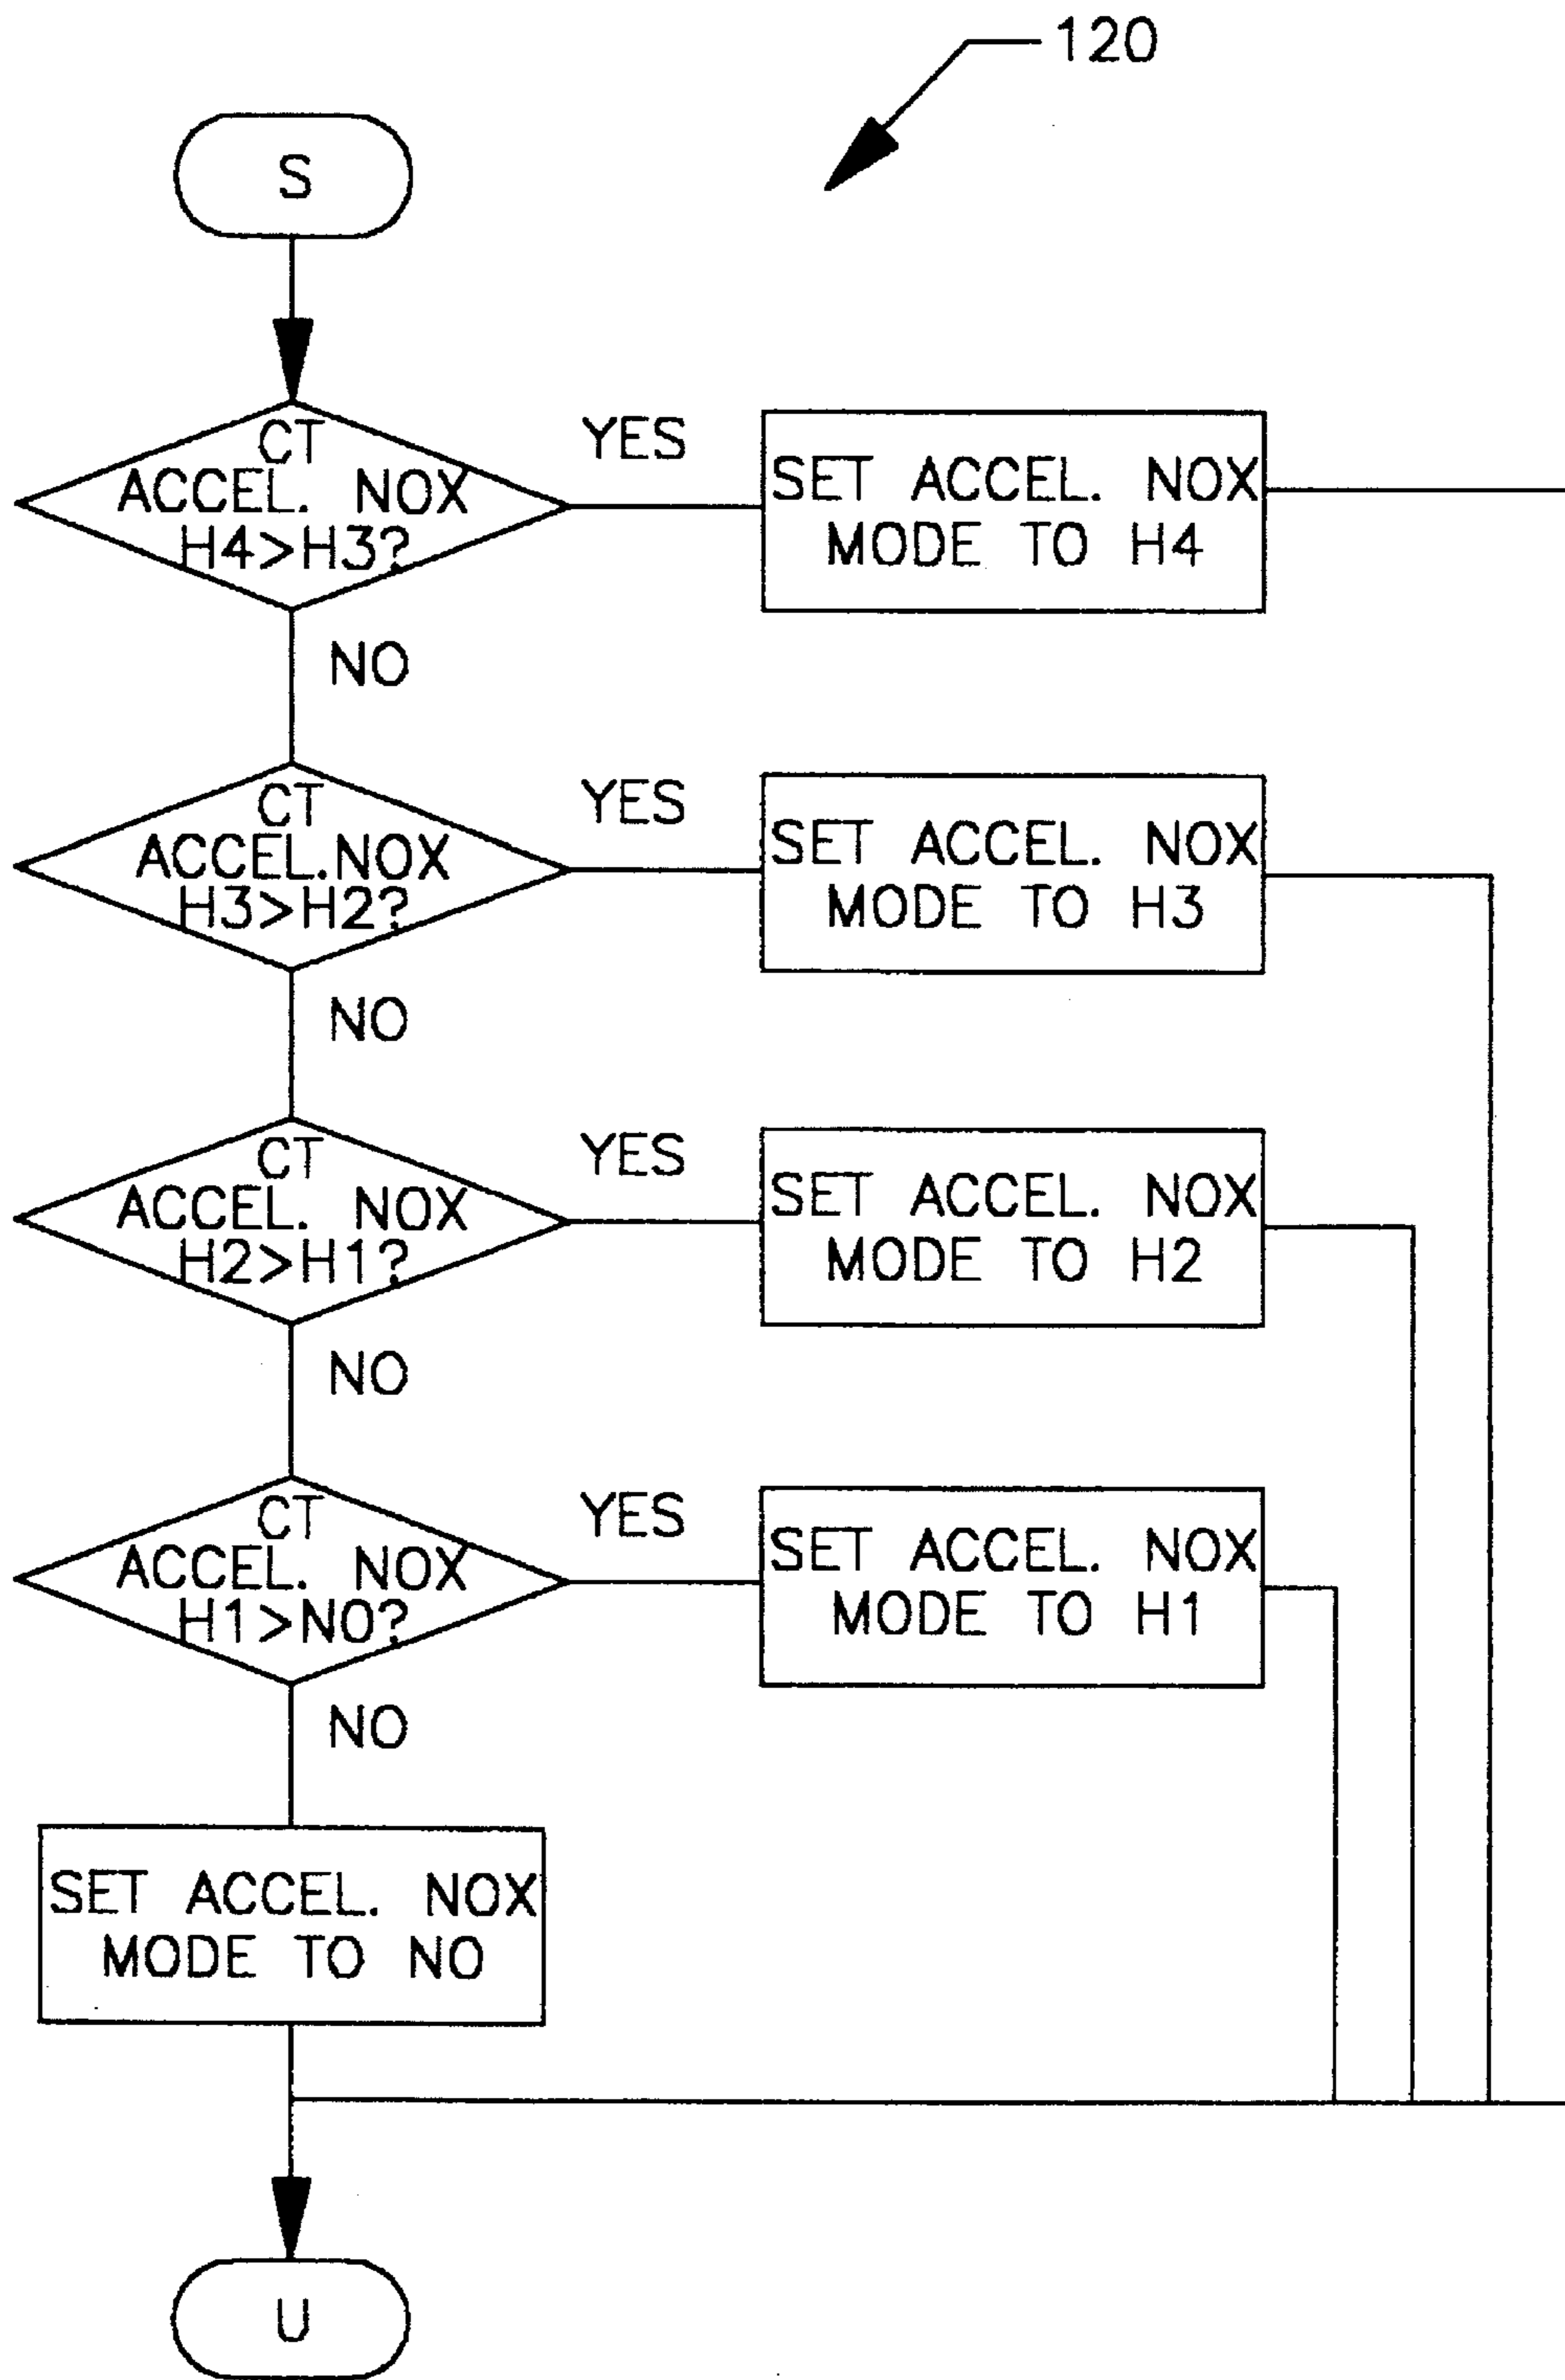 120
S
CT
ACCEL. NOX
H4>H3?
YES
SET ACCEL. NOX
MODE TO H4
NO
CT
ACCEL.NOX
H3>H2?
YES
SET ACCEL. NOX
MODE TO H3
NO
CT
ACCEL. NOX
H2>H1?
YES
SET ACCEL. NOX
MODE TO H2
NO
CT
ACCEL. NOX
H1>NO?
YES
SET ACCEL. NOX
MODE TO H1
NO
SET ACCEL. NOX
MODE TO NO
U